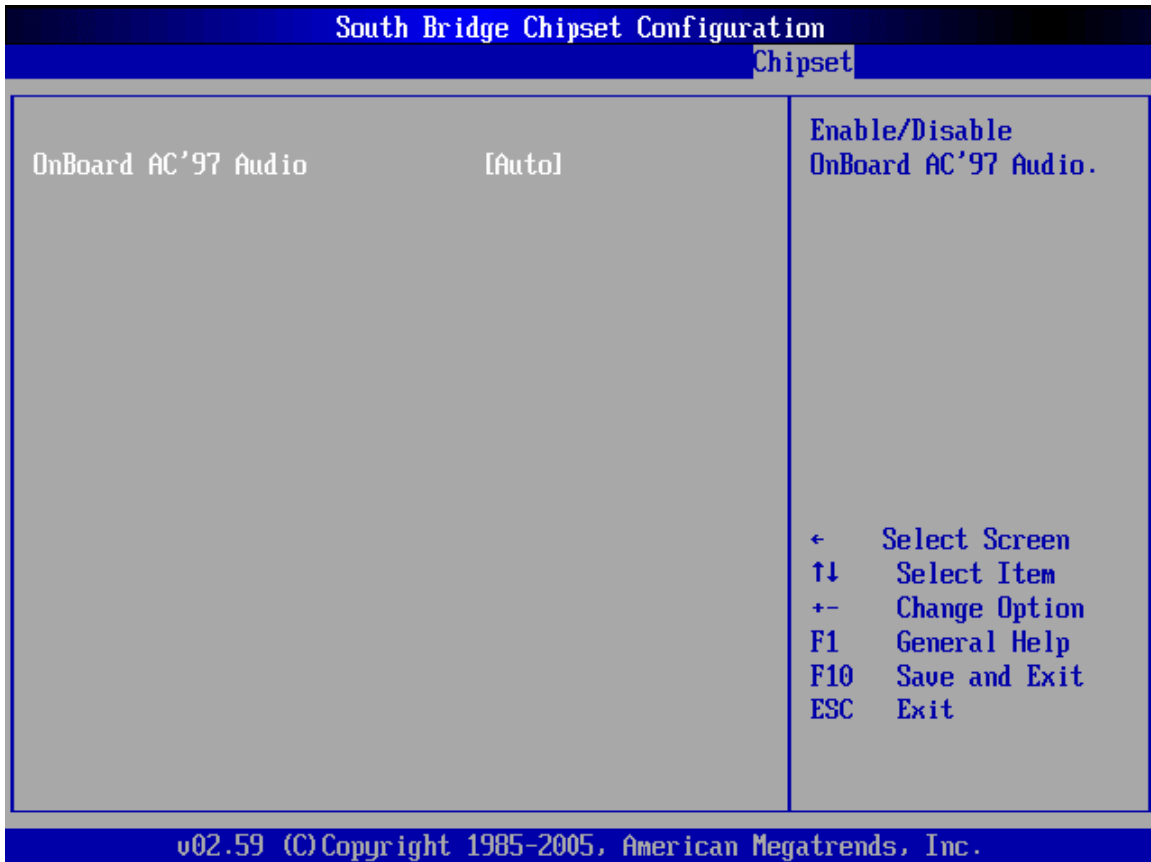 South Bridge Chipset Configuration
Chipset
OnBoard AC'97 Audio [Auto]
Enable/Disable
OnBoard AC'97 Audio.
← Select Screen
↑↓ Select Item
+- Change Option
F1 General Help
F10 Save and Exit
ESC Exit
v02.59 (C)Copyright 1985-2005, American Megatrends, Inc.